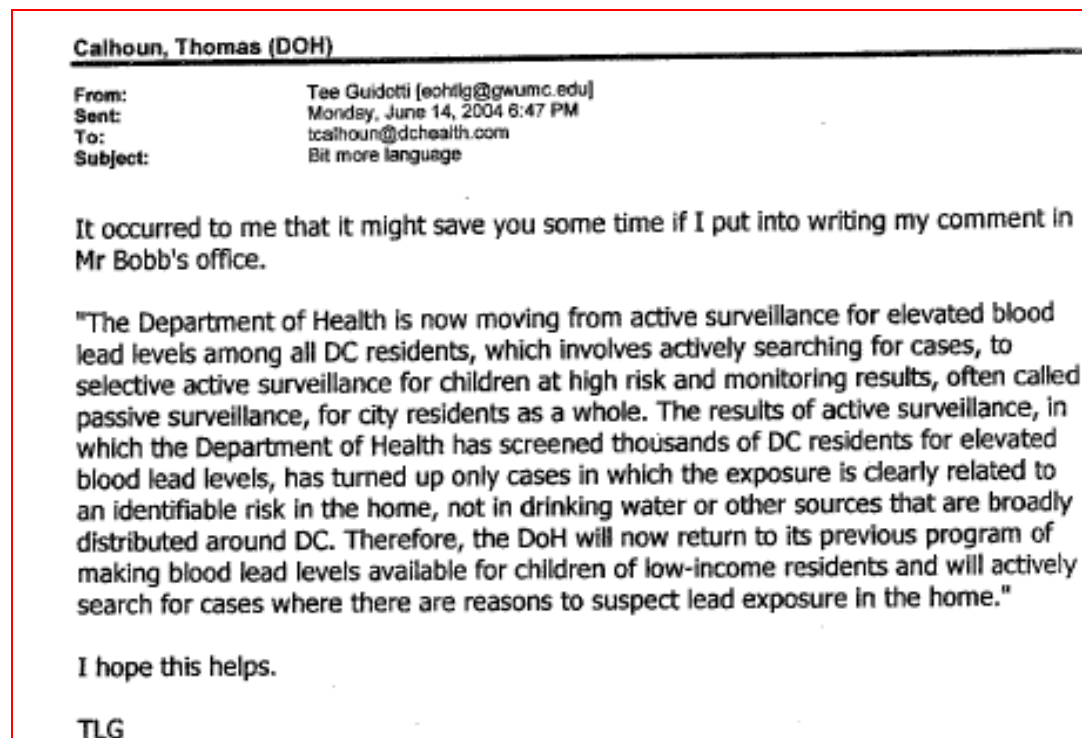 Calhoun, Thomas (DOH)
From: Tee Guidotti [eohtlg@gwumc.edu]
Sent: Monday, June 14, 2004 6:47 PM
To: tcalhoun@dchealth.com
Subject: Bit more language
It occurred to me that it might save you some time if I put into writing my comment in
Mr Bobb's office.
"The Department of Health is now moving from active surveillance for elevated blood
lead levels among all DC residents, which involves actively searching for cases, to
selective active surveillance for children at high risk and monitoring results, often called
passive surveillance, for city residents as a whole. The results of active surveillance, in
which the Department of Health has screened thousands of DC residents for elevated
blood lead levels, has turned up only cases in which the exposure is clearly related to
an identifiable risk in the home, not in drinking water or other sources that are broadly
distributed around DC. Therefore, the DoH will now return to its previous program of
making blood lead levels available for children of low-income residents and will actively
search for cases where there are reasons to suspect lead exposure in the home."
I hope this helps.
TLG